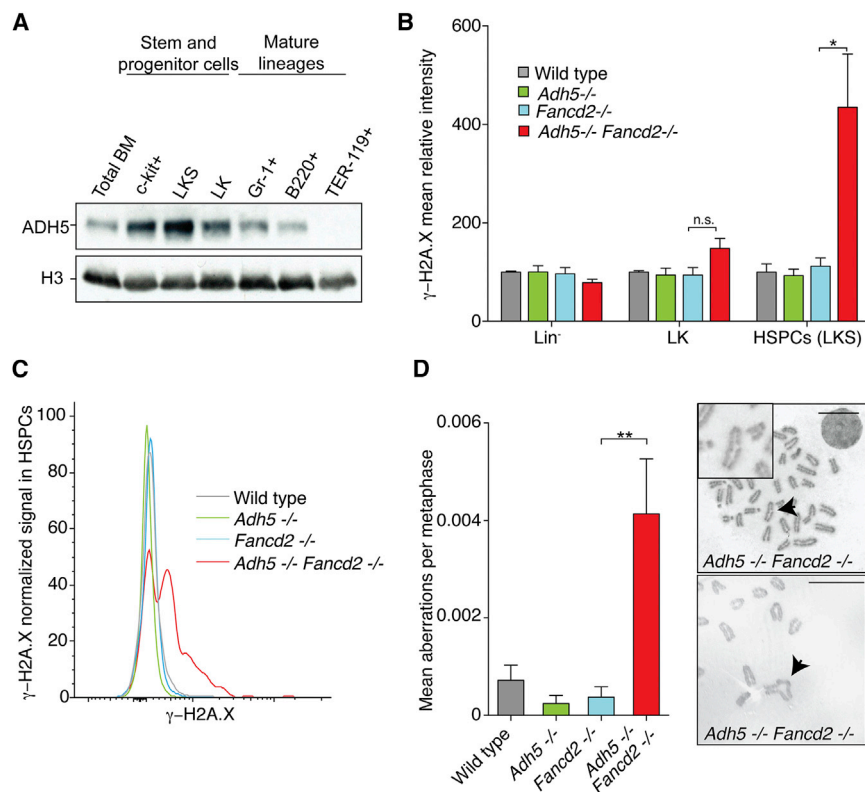 A
Stem and
progenitor cells
Mature
lineages
Total BM
c-kit+
LKS
LK
Gr-1+
B220+
TER-119+
ADH5
H3
B
γ–H2A.X mean relative intensity
600
400
200
100
0
Wild type
Adh5-/-
Fancd2-/-
Adh5-/- Fancd2-/-
n.s.
*
Lin-
LK
HSPCs (LKS)
C
γ–H2A.X normalized signal in HSPCs
100
80
60
40
20
0
Wild type
Adh5 -/-
Fancd2 -/-
Adh5 -/- Fancd2 -/-
γ–H2A.X
D
Mean aberrations per metaphase
0.006
0.004
0.002
0
**
Wild type
Adh5 -/-
Fancd2 -/-
Adh5 -/-
Fancd2 -/-
Adh5 -/- Fancd2 -/-
Adh5 -/- Fancd2 -/-